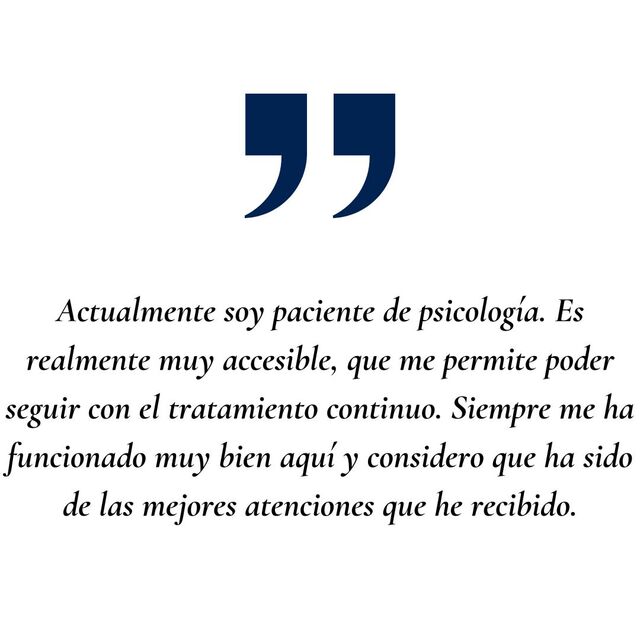 ”
Actualmente soy paciente de psicología. Es
realmente muy accesible, que me permite poder
seguir con el tratamiento continuo. Siempre me ha
funcionado muy bien aquí y considero que ha sido
de las mejores atenciones que he recibido.